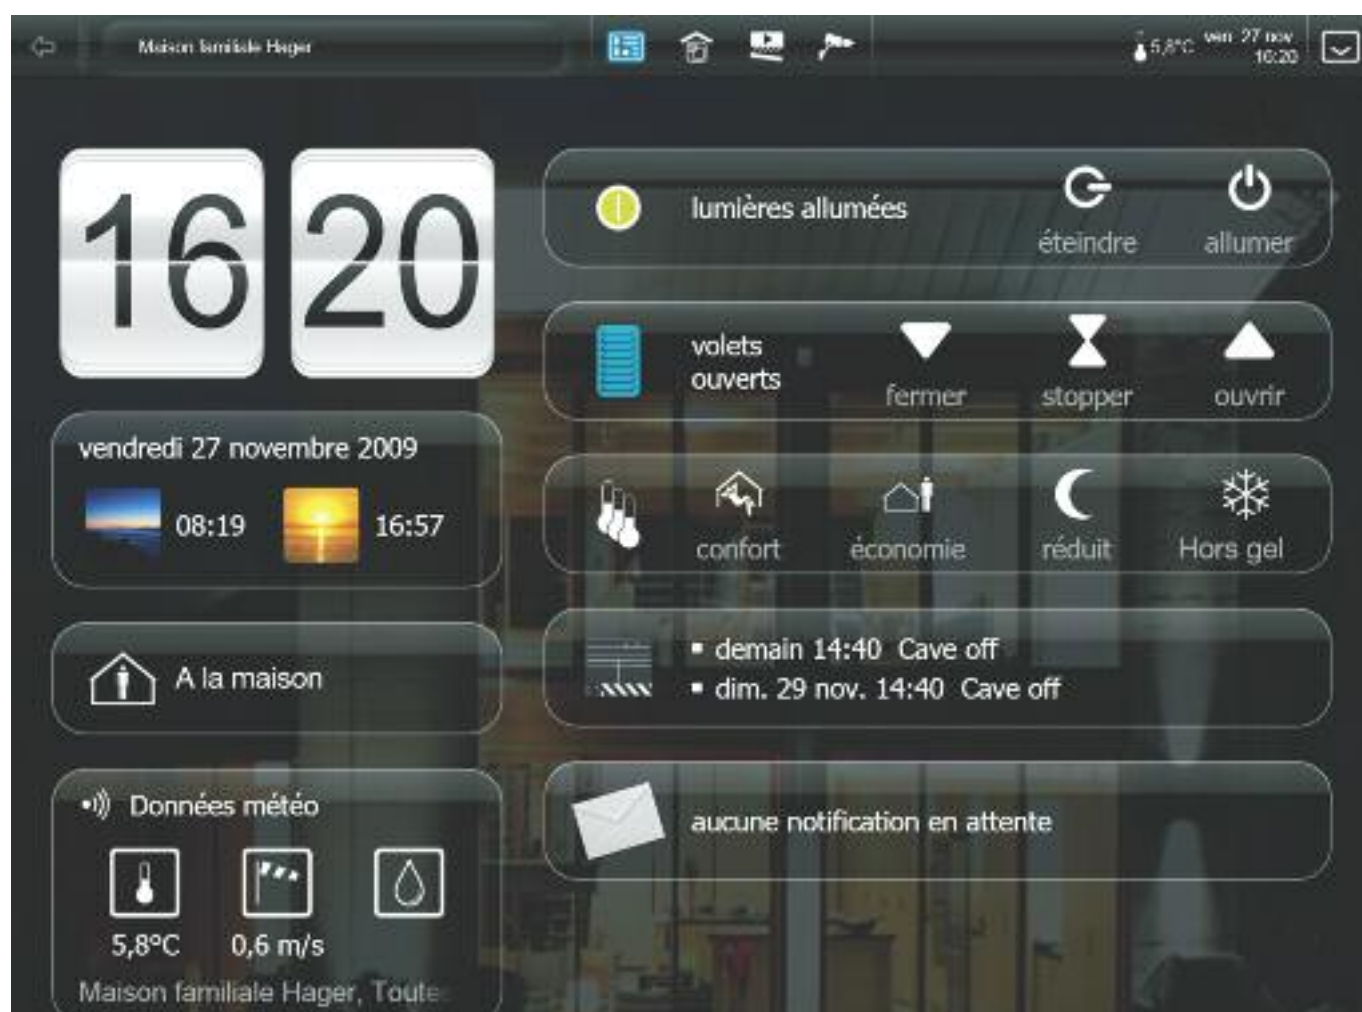 Maison familiale Hager
5,8°C ven. 27 nov.
16:20
16 20
lumières allumées
éteindre
allumer
volets
ouverts
fermer
stopper
ouvrir
vendredi 27 novembre 2009
08:19
16:57
confort
économie
réduit
Hors gel
A la maison
demain 14:40 Cave off
dim. 29 nov. 14:40 Cave off
Données météo
5,8°C
0,6 m/s
Maison familiale Hager, Toute
aucune notification en attente